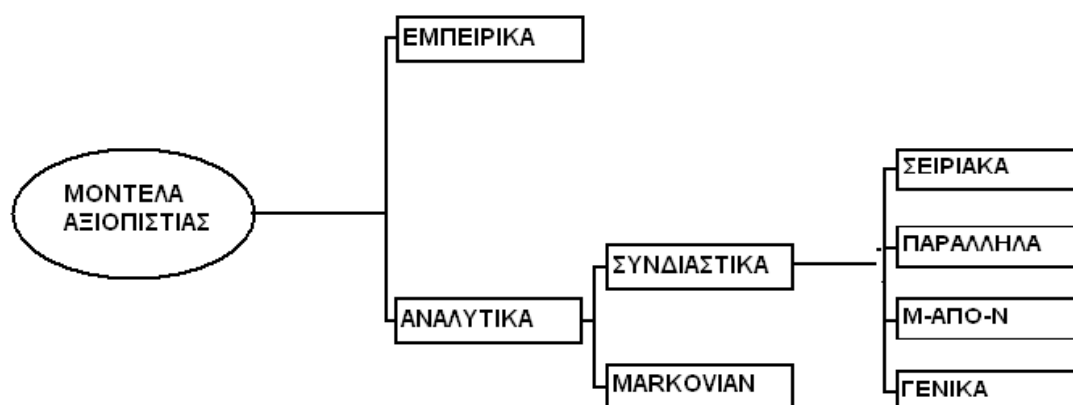 ΕΜΠΕΙΡΙΚΑ
ΜΟΝΤΕΛΑ
ΑΞΙΟΠΙΣΤΙΑΣ
ΣΕΙΡΙΑΚΑ
ΠΑΡΑΛΛΗΛΑ
ΣΥΝΔΙΑΣΤΙΚΑ
ΑΝΑΛΥΤΙΚΑ
Μ-ΑΠΟ-Ν
MARKOVIAN
ΓΕΝΙΚΑ